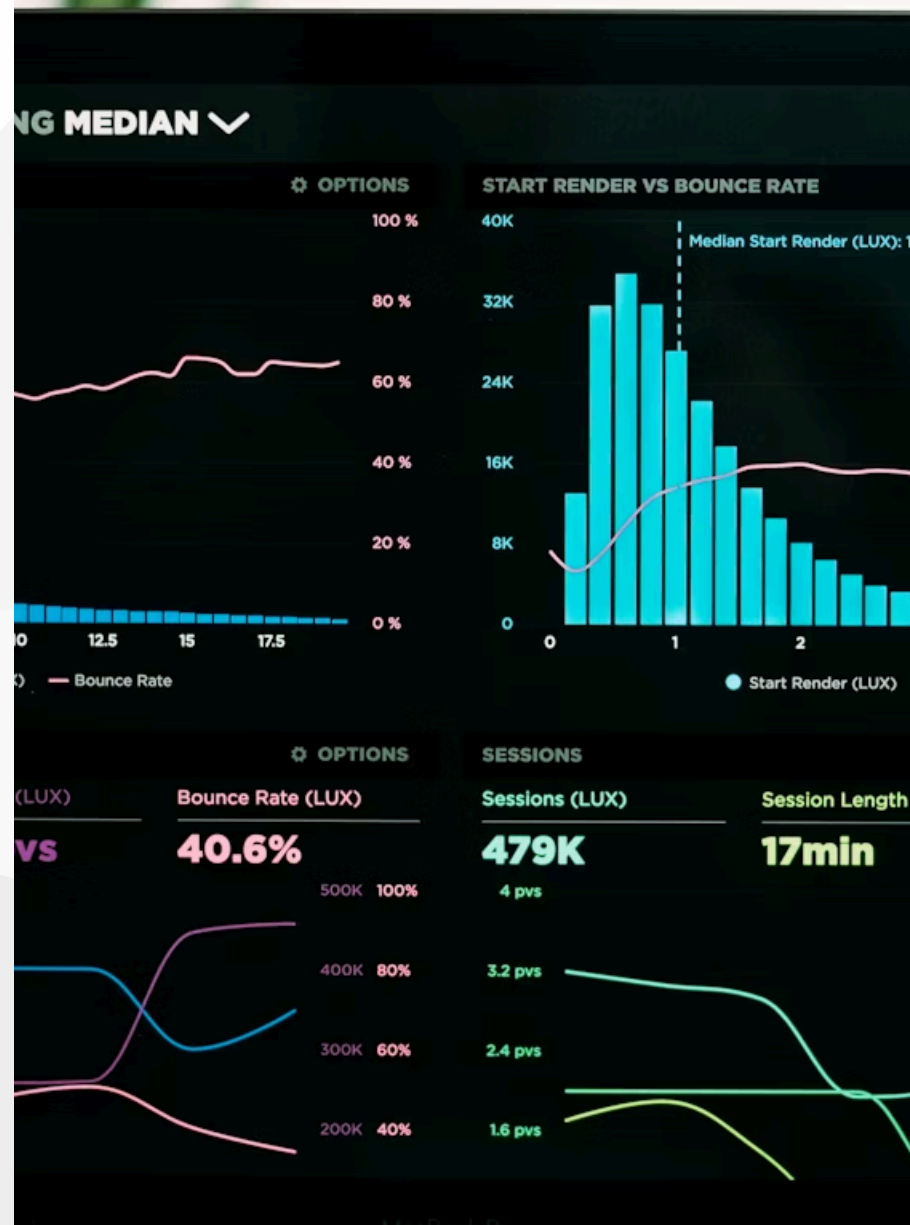 NG MEDIAN
OPTIONS
100 %
80 %
60 %
40 %
20 %
0 %
12.5 15 17.5
Bounce Rate
START RENDER VS BOUNCE RATE
40K
Median Start Render (LUX): 1
32K
24K
16K
8K
0
0 1 2
Start Render (LUX)
OPTIONS
(LUX)
Bounce Rate (LUX)
vs
40.6%
500K 100%
400K 80%
300K 60%
200K 40%
SESSIONS
Sessions (LUX)
Session Length
479K
17min
4 pvs
3.2 pvs
2.4 pvs
1.6 pvs